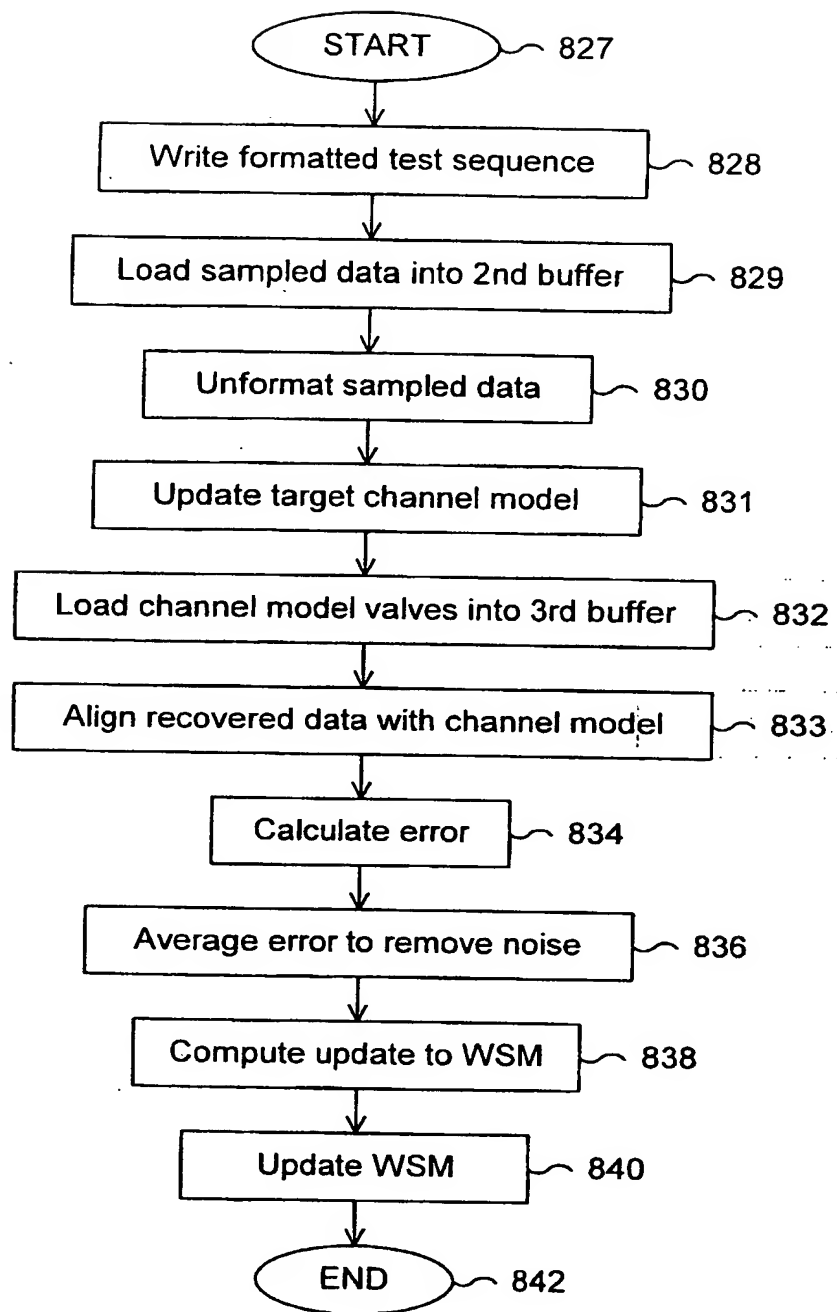 START 827
Write formatted test sequence 828
Load sampled data into 2nd buffer 829
Unformat sampled data 830
Update target channel model 831
Load channel model valves into 3rd buffer 832
Align recovered data with channel model 833
Calculate error 834
Average error to remove noise 836
Compute update to WSM 838
Update WSM 840
END 842